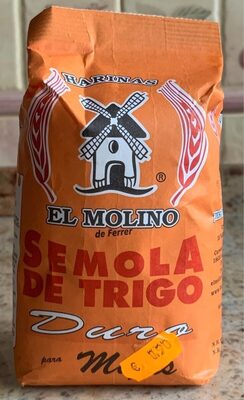 HARINAS
®
EL MOLINO
de Ferrer
SEMOLA
DE TRIGO
Duro
para
€